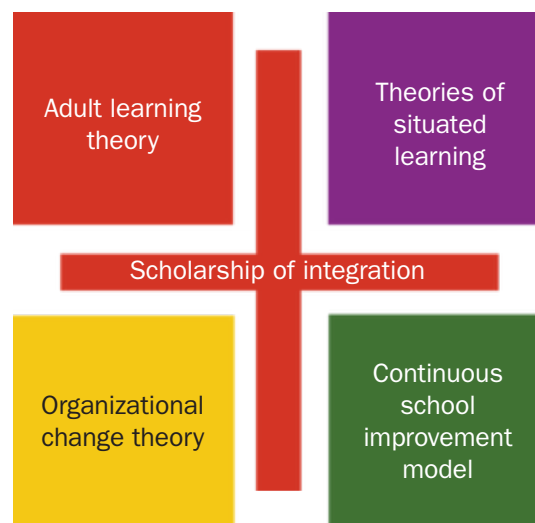 Adult learning
theory
Theories of
situated
learning
Scholarship of integration
Organizational
change theory
Continuous
school
improvement
model